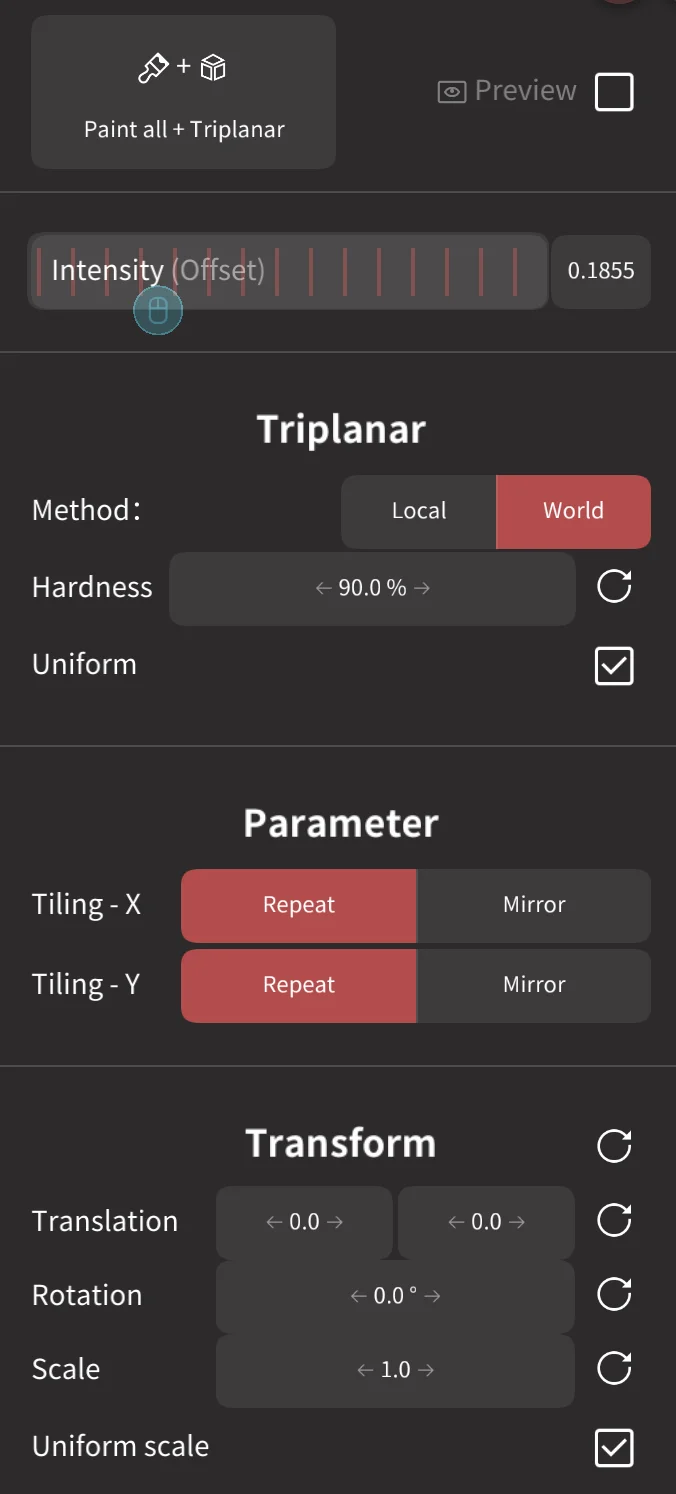 +
Paint all + Triplanar
Preview
Intensity (Offset) 0.1855
Triplanar
Method: Local World
Hardness ← 90.0 % →
Uniform
Parameter
Tiling - X Repeat Mirror
Tiling - Y Repeat Mirror
Transform
Translation ← 0.0 → ← 0.0 →
Rotation ← 0.0 ° →
Scale ← 1.0 →
Uniform scale